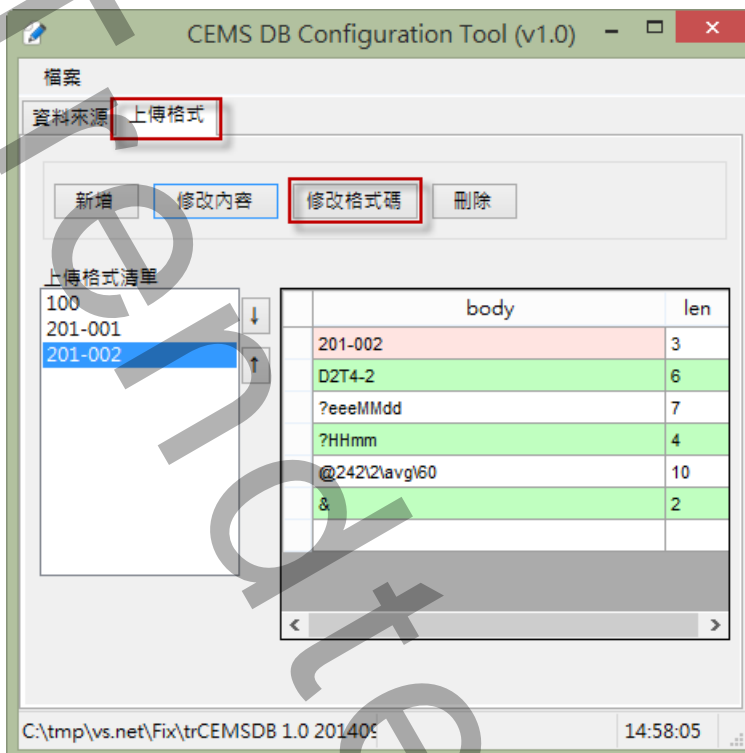 CEMS DB Configuration Tool (v1.0)
檔案
資料來源 上傳格式
新增 修改內容 修改格式碼 刪除
上傳格式清單
100
201-001
201-002
↓
↑
body len
201-002 3
D2T4-2 6
?eeeMMdd 7
?HHmm 4
@242\2\avg\60 10
& 2
C:\tmp\vs.net\Fix\trCEMSDB 1.0 201409 14:58:05
Trendte